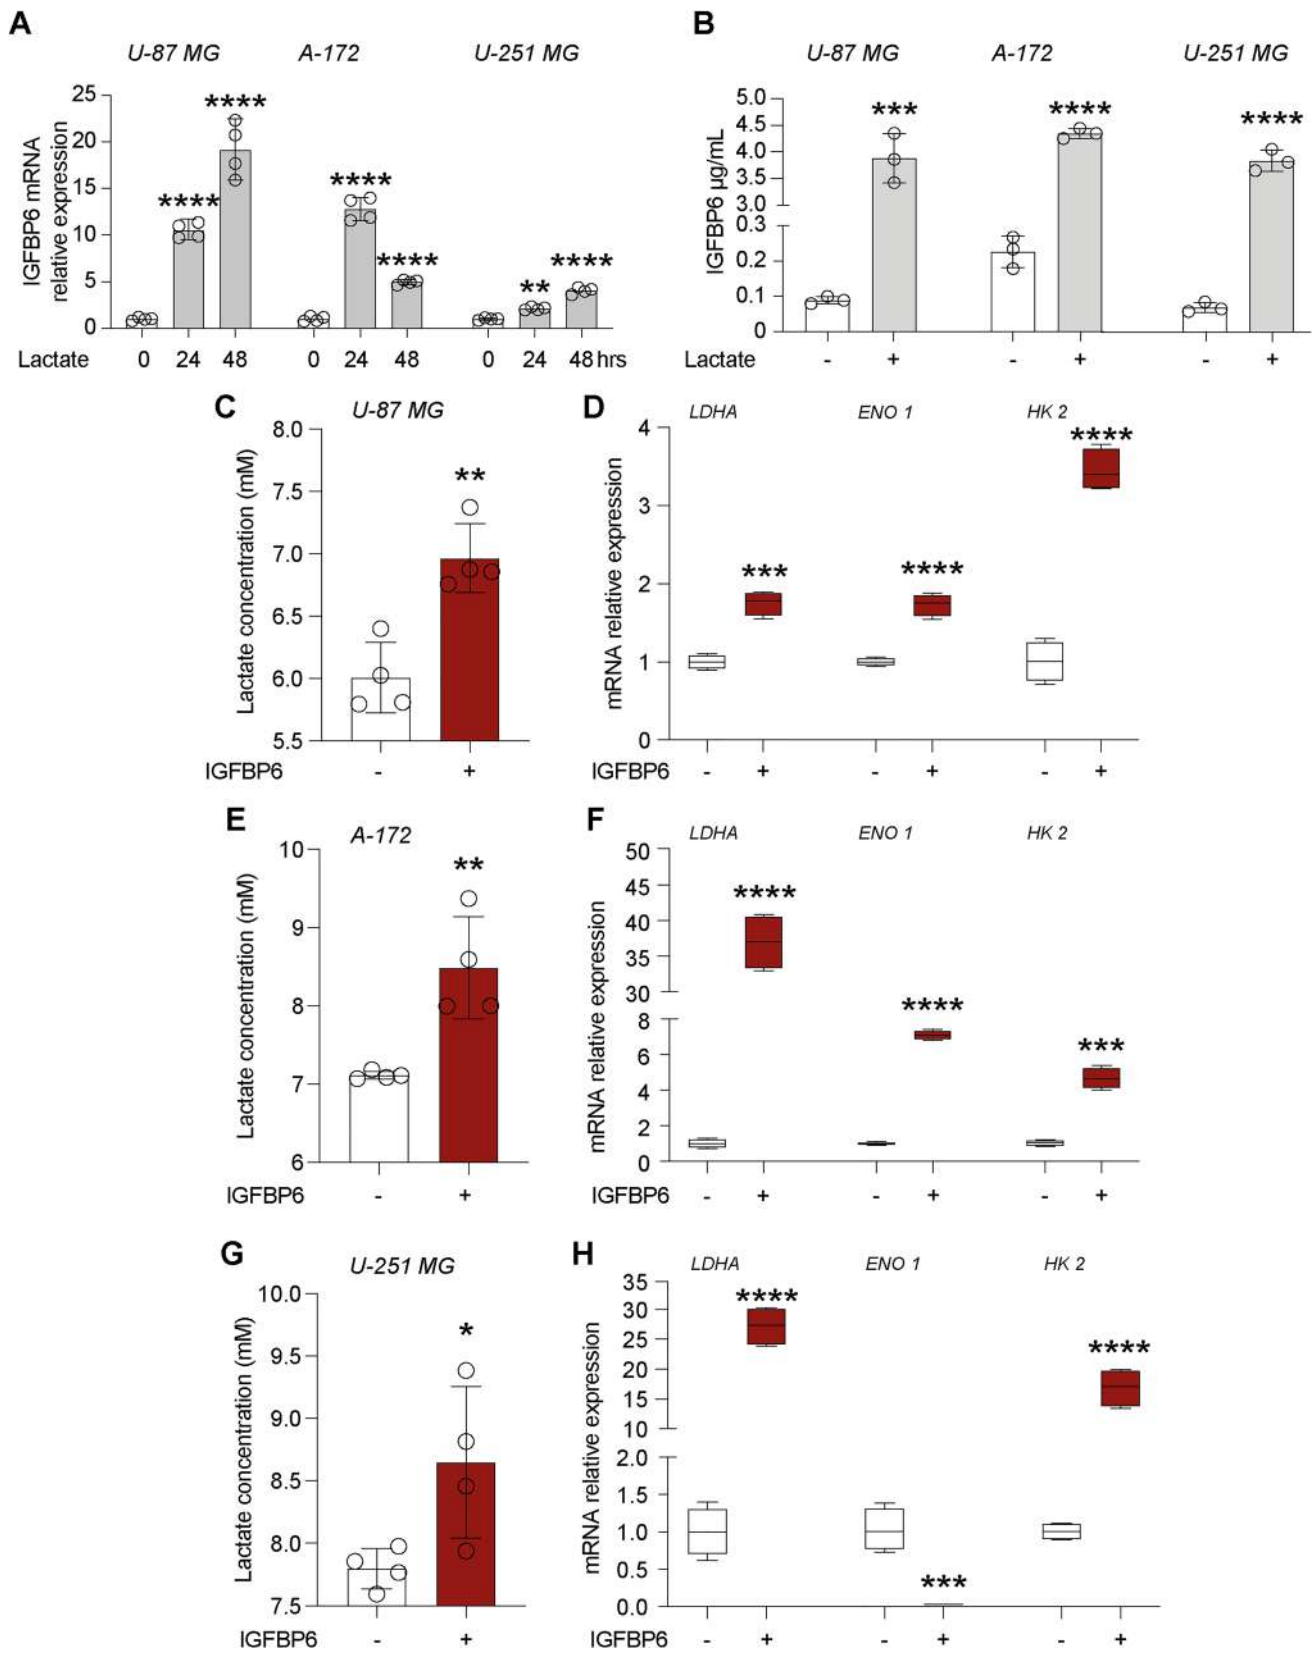 A
U-87 MG A-172 U-251 MG
IGFBP6 mRNA
relative expression
25
20
15
10
5
0
**** **** **** **** ** ****
Lactate 0 24 48 0 24 48 0 24 48 hrs
B
U-87 MG A-172 U-251 MG
IGFBP6 µg/mL
5.0
4.5
4.0
3.5
3.0
0.3
0.2
0.1
0
*** **** ****
Lactate - + - + - +
C
U-87 MG
Lactate concentration (mM)
8.0
7.5
7.0
6.5
6.0
5.5
**
IGFBP6 - +
D
LDHA ENO 1 HK 2
mRNA relative expression
4
3
2
1
0
*** **** ****
IGFBP6 - + - + - +
E
A-172
Lactate concentration (mM)
10
9
8
7
6
**
IGFBP6 - +
F
LDHA ENO 1 HK 2
mRNA relative expression
50
45
40
35
30
8
6
4
2
0
**** **** ***
IGFBP6 - + - + - +
G
U-251 MG
Lactate concentration (mM)
10.0
9.5
9.0
8.5
8.0
7.5
*
IGFBP6 - +
H
LDHA ENO 1 HK 2
mRNA relative expression
35
30
25
20
15
10
2.0
1.5
1.0
0.5
0.0
**** *** ****
IGFBP6 - + - + - +